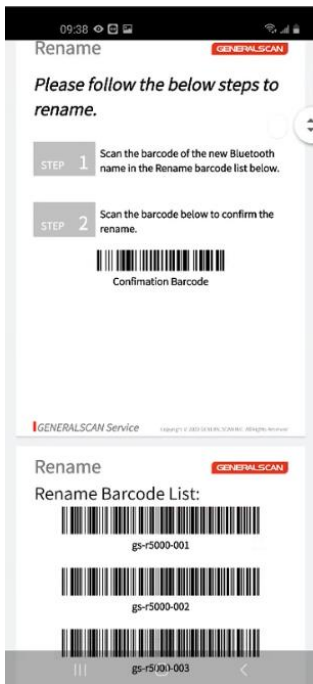 09:38
Rename
GENERALSCAN
Please follow the below steps to
rename.
STEP 1
Scan the barcode of the new Bluetooth
name in the Rename barcode list below.
STEP 2
Scan the barcode below to confirm the
rename.
Confimation Barcode
GENERALSCAN Service
Rename
GENERALSCAN
Rename Barcode List:
gs-r5000-001
gs-r5000-002
gs-r5000-003